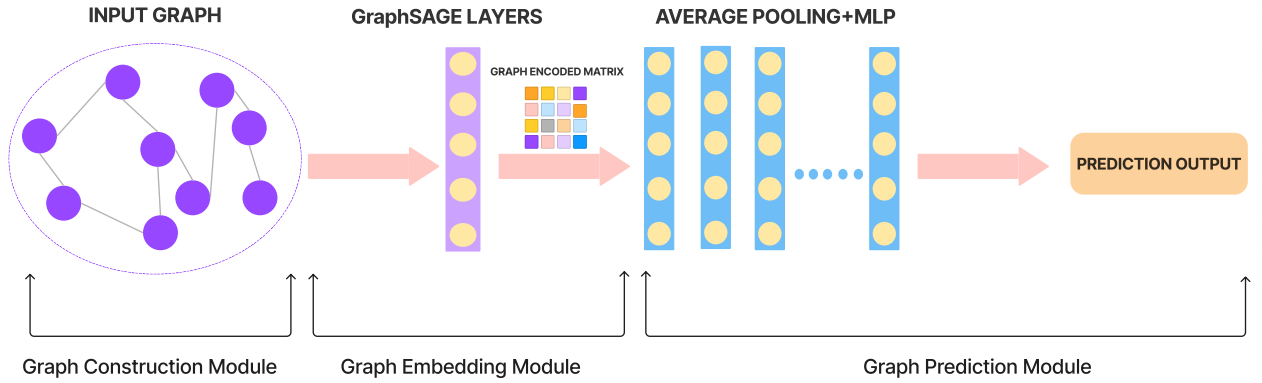 INPUT GRAPH
GraphSAGE LAYERS
AVERAGE POOLING+MLP
GRAPH ENCODED MATRIX
PREDICTION OUTPUT
Graph Construction Module
Graph Embedding Module
Graph Prediction Module